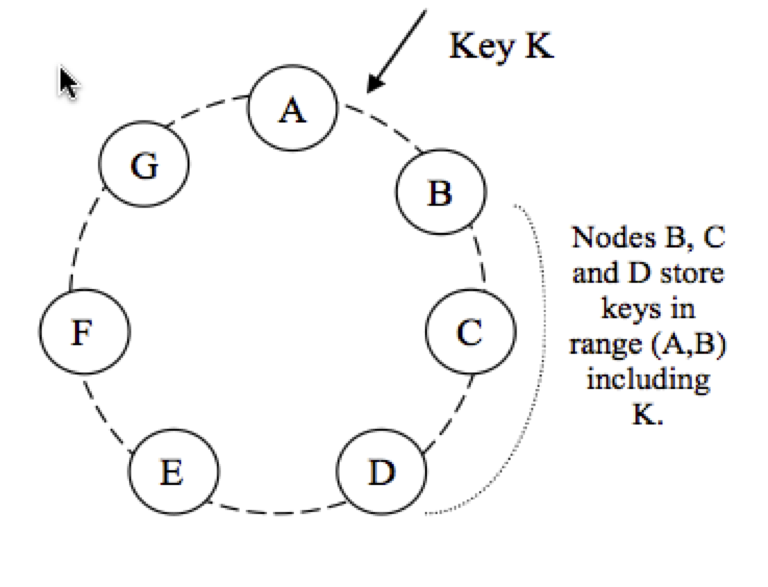 Key K
A
G
B
Nodes B, C
and D store
keys in
range (A,B)
including
K.
F
C
E
D